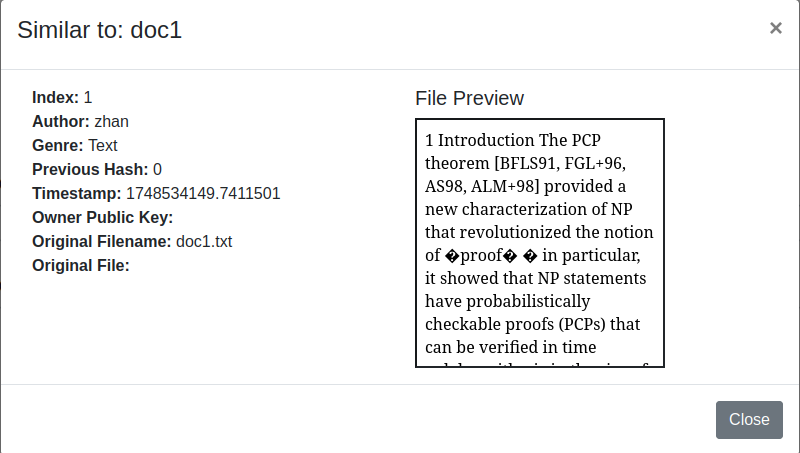 Similar to: doc1
×
Index: 1
Author: zhan
Genre: Text
Previous Hash: 0
Timestamp: 1748534149.7411501
Owner Public Key:
Original Filename: doc1.txt
Original File:
File Preview
1 Introduction The PCP
theorem [BFLS91, FGL+96,
AS98, ALM+98] provided a
new characterization of NP
that revolutionized the notion
of �proof� � in particular,
it showed that NP statements
have probabilistically
checkable proofs (PCPs) that
can be verified in time
Close